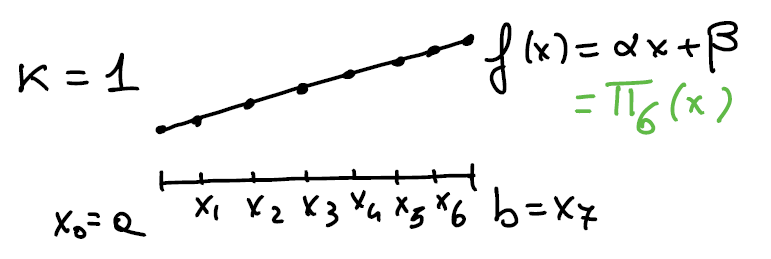 K = 1
f(x) = αx + β
= Π₆(x)
x₀ = a x₁ x₂ x₃ x₄ x₅ x₆ b = x₇